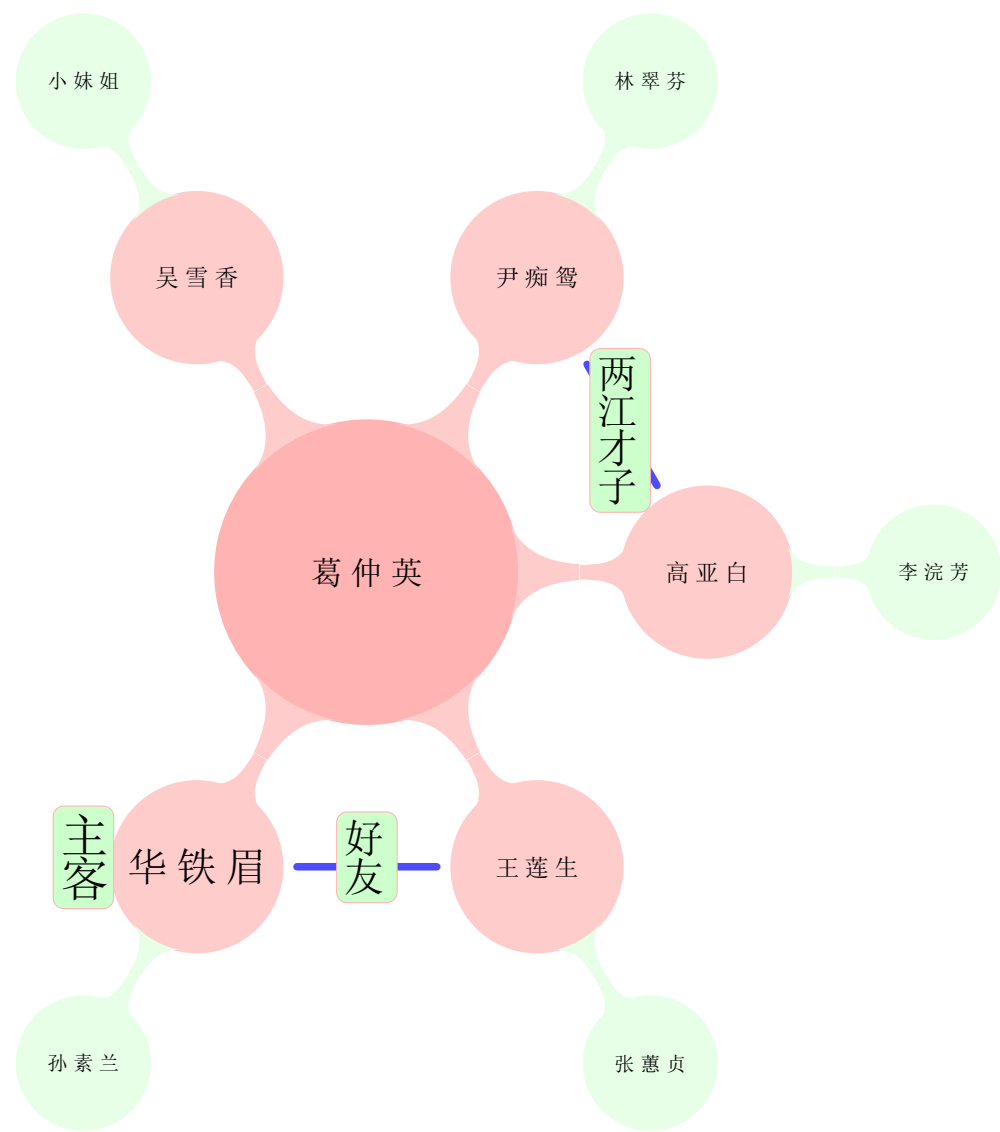 小妹姐
林翠芬
吴雪香
尹痴鸳
两江才子
葛仲英
高亚白
李浣芳
主客
华铁眉
好友
王莲生
孙素兰
张蕙贞